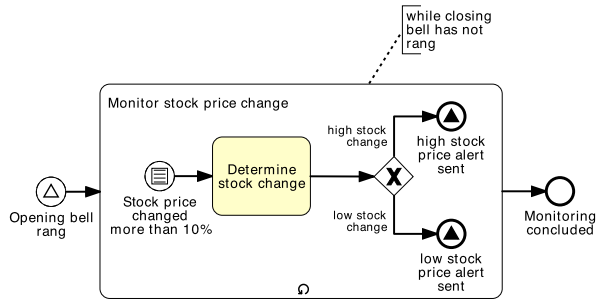 while closing
bell has not
rang
Monitor stock price change
high stock
change
high stock
price alert
sent
Determine
stock change
Stock price
changed
more than 10%
Opening bell
rang
low stock
change
low stock
price alert
sent
Monitoring
concluded